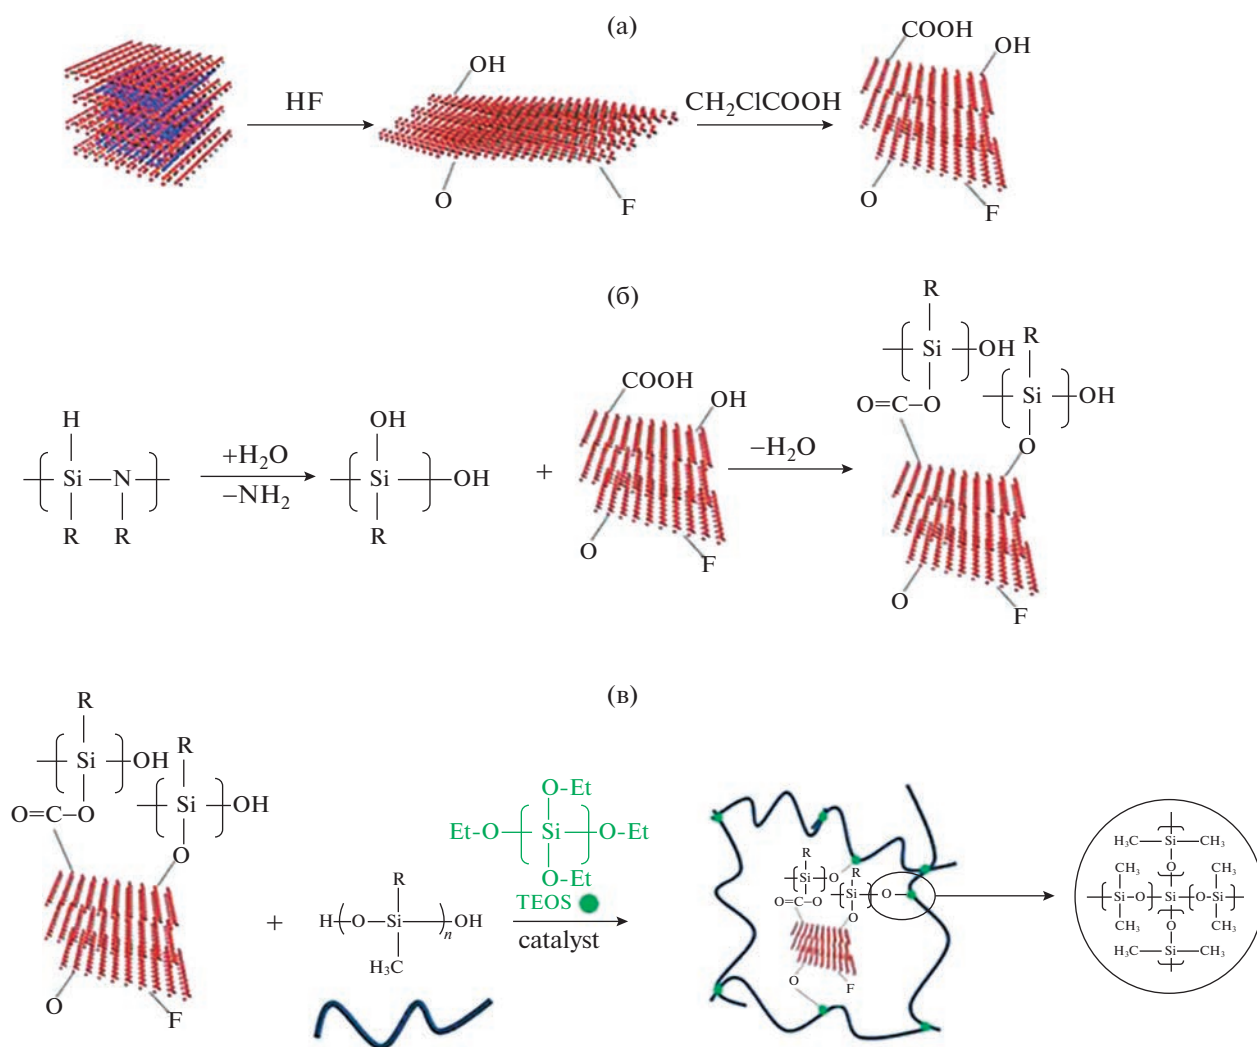 (а)
COOH
OH
OH
HF
CH2ClCOOH
O
F
O
F
(б)
R
R
Si
OH
COOH
OH
Si
OH
H
OH
O=C–O
O
+H2O
–H2O
Si
N
–NH2
Si
OH
+
R
R
R
O
F
O
F
(в)
R
Si
OH
R
Si
OH
O=C–O
O
O-Et
Et-O
Si
O-Et
O-Et
TEOS
catalyst
+
R
H
O
Si
OH
n
H3C
O
F
R
Si
O
R
Si
O
O=C–O
O
O
F
H3C
Si
CH3
O
CH3
CH3
Si
O
Si
O
Si
CH3
CH3
O
H3C
Si
CH3